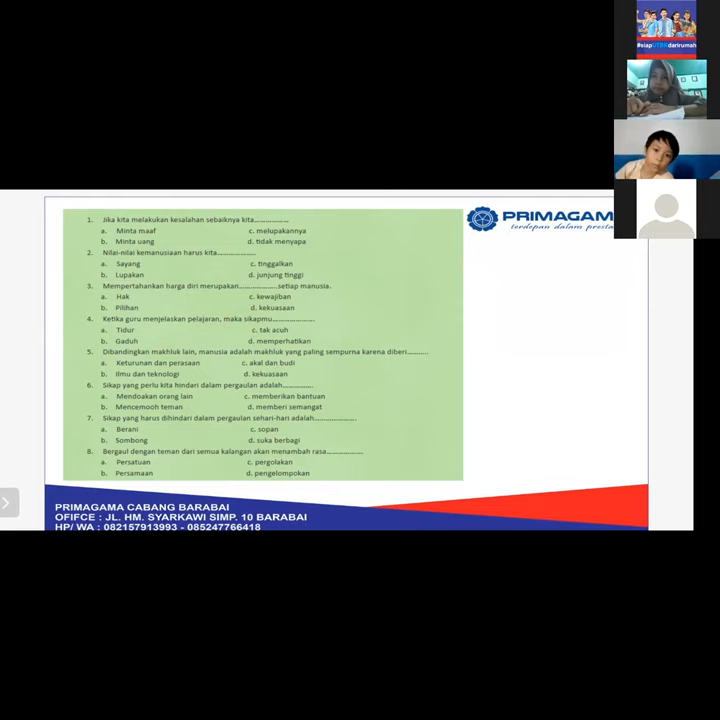 #siapUTBKdarirumah
PRIMAGAM
terdepan dalam presta
1. Jika kita melakukan kesalahan sebaiknya kita..................
a. Minta maaf c. melupakannya
b. Minta uang d. tidak menyapa
2. Nilai-nilai kemanusiaan harus kita....................
a. Sayang c. tinggalkan
b. Lupakan d. junjung tinggi
3. Mempertahankan harga diri merupakan....................setiap manusia.
a. Hak c. kewajiban
b. Pilihan d. kekuasaan
4. Ketika guru menjelaskan pelajaran, maka sikapmu......................
a. Tidur c. tak acuh
b. Gaduh d. memperhatikan
5. Dibandingkan makhluk lain, manusia adalah makhluk yang paling sempurna karena diberi...........
a. Keturunan dan perasaan c. akal dan budi
b. Ilmu dan teknologi d. kekuasaan
6. Sikap yang perlu kita hindari dalam pergaulan adalah................
a. Mendoakan orang lain c. memberikan bantuan
b. Mencemooh teman d. memberi semangat
7. Sikap yang harus dihindari dalam pergaulan sehari-hari adalah......................
a. Berani c. sopan
b. Sombong d. suka berbagi
8. Bergaul dengan teman dari semua kalangan akan menambah rasa...................
a. Persatuan c. pergolakan
b. Persamaan d. pengelompokan
PRIMAGAMA CABANG BARABAI
OFIFCE : JL. HM. SYARKAWI SIMP. 10 BARABAI
HP/ WA : 082157913993 - 085247766418